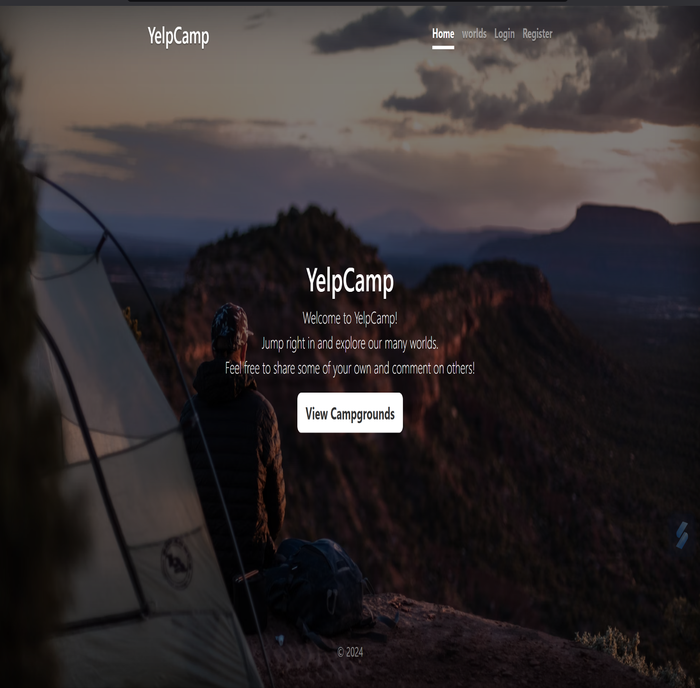 YelpCamp
Home worlds Login Register
YelpCamp
Welcome to YelpCamp!
Jump right in and explore our many worlds.
Feel free to share some of your own and comment on others!
View Campgrounds
© 2024